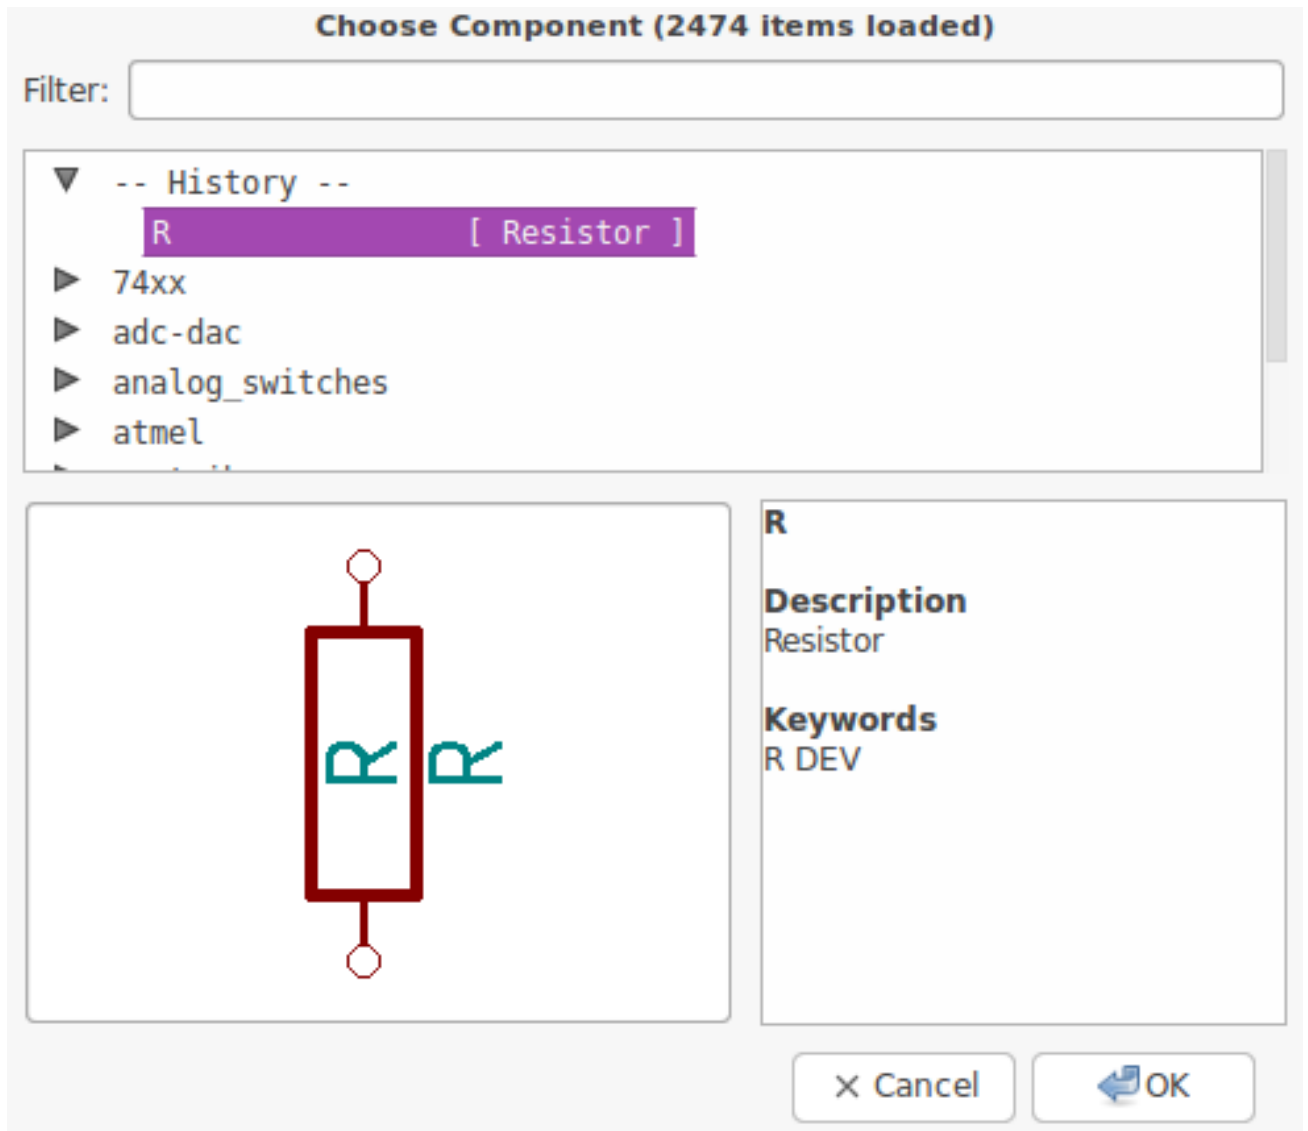 Choose Component (2474 items loaded)
Filter:
-- History --
R [ Resistor ]
74xx
adc-dac
analog_switches
atmel
R R
R
Description
Resistor
Keywords
R DEV
Cancel
OK